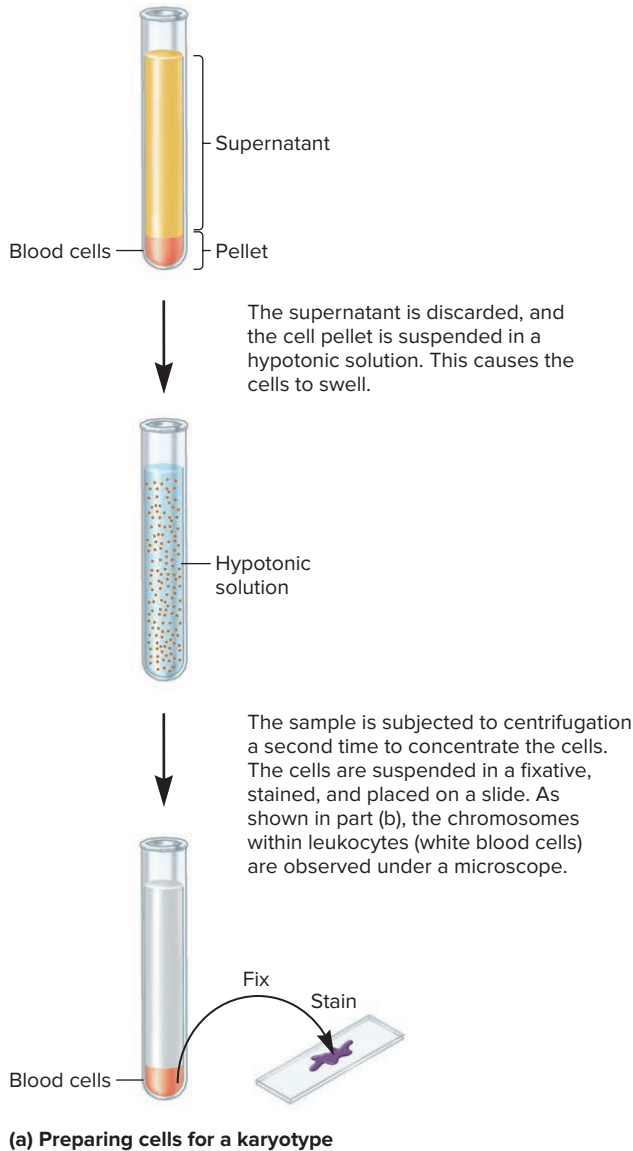 Supernatant
Blood cells
Pellet
The supernatant is discarded, and
the cell pellet is suspended in a
hypotonic solution. This causes the
cells to swell.
Hypotonic
solution
The sample is subjected to centrifugation
a second time to concentrate the cells.
The cells are suspended in a fixative,
stained, and placed on a slide. As
shown in part (b), the chromosomes
within leukocytes (white blood cells)
are observed under a microscope.
Fix
Stain
Blood cells
(a) Preparing cells for a karyotype